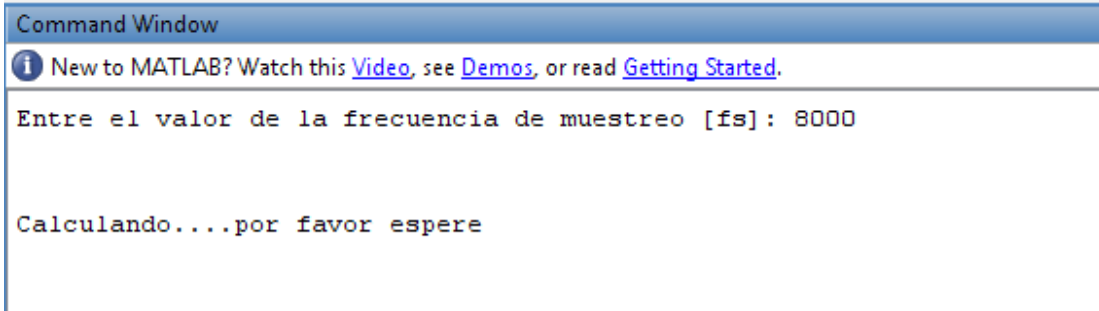 Command Window
New to MATLAB? Watch this Video, see Demos, or read Getting Started.
Entre el valor de la frecuencia de muestreo [fs]: 8000
Calculando....por favor espere